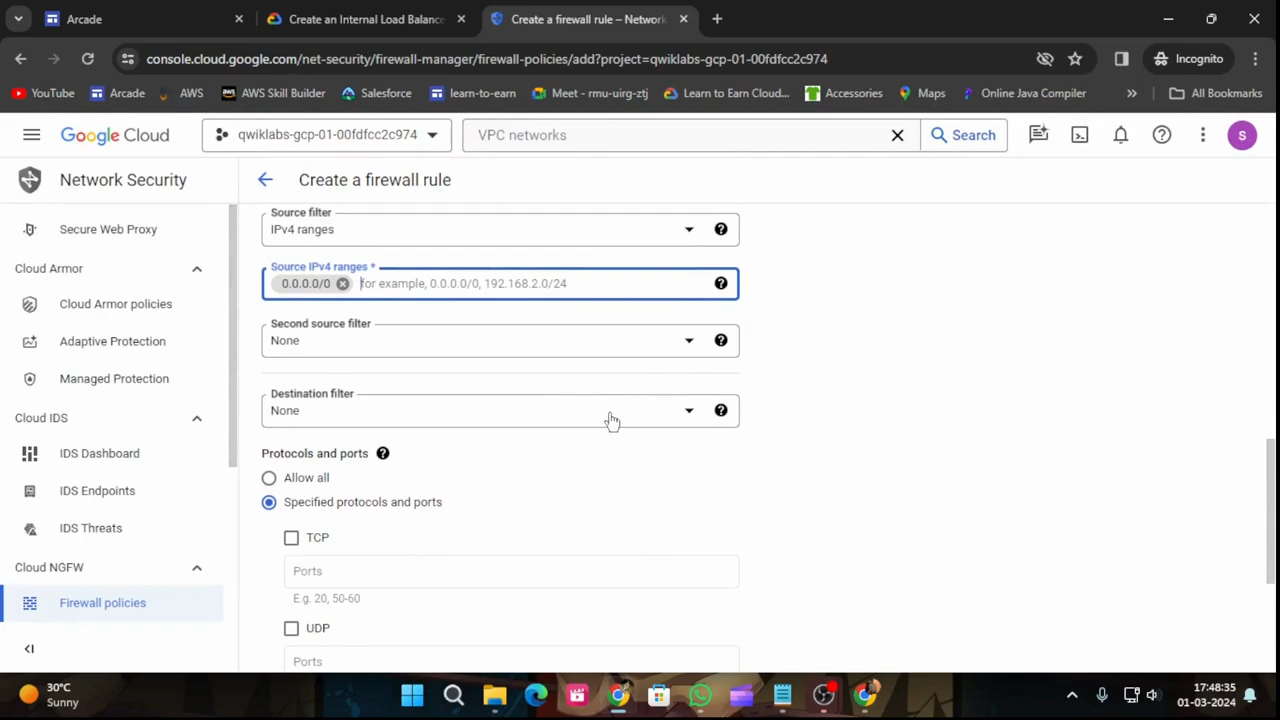 Arcade
Create an Internal Load Balance
Create a firewall rule – Network
console.cloud.google.com/net-security/firewall-manager/firewall-policies/add?project=qwiklabs-gcp-01-00fdfcc2c974
Incognito
YouTube
Arcade
AWS
AWS Skill Builder
Salesforce
learn-to-earn
Meet - rmu-uirg-ztj
Learn to Earn Cloud...
Accessories
Maps
Online Java Compiler
All Bookmarks
Google Cloud
qwiklabs-gcp-01-00fdfcc2c974
VPC networks
Search
S
Network Security
Create a firewall rule
Secure Web Proxy
Cloud Armor
Cloud Armor policies
Adaptive Protection
Managed Protection
Cloud IDS
IDS Dashboard
IDS Endpoints
IDS Threats
Cloud NGFW
Firewall policies
Source filter
IPv4 ranges
Source IPv4 ranges *
0.0.0.0/0 for example, 0.0.0.0/0, 192.168.2.0/24
Second source filter
None
Destination filter
None
Protocols and ports
Allow all
Specified protocols and ports
TCP
Ports
E.g. 20, 50-60
UDP
Ports
30°C
Sunny
17:48:35
01-03-2024